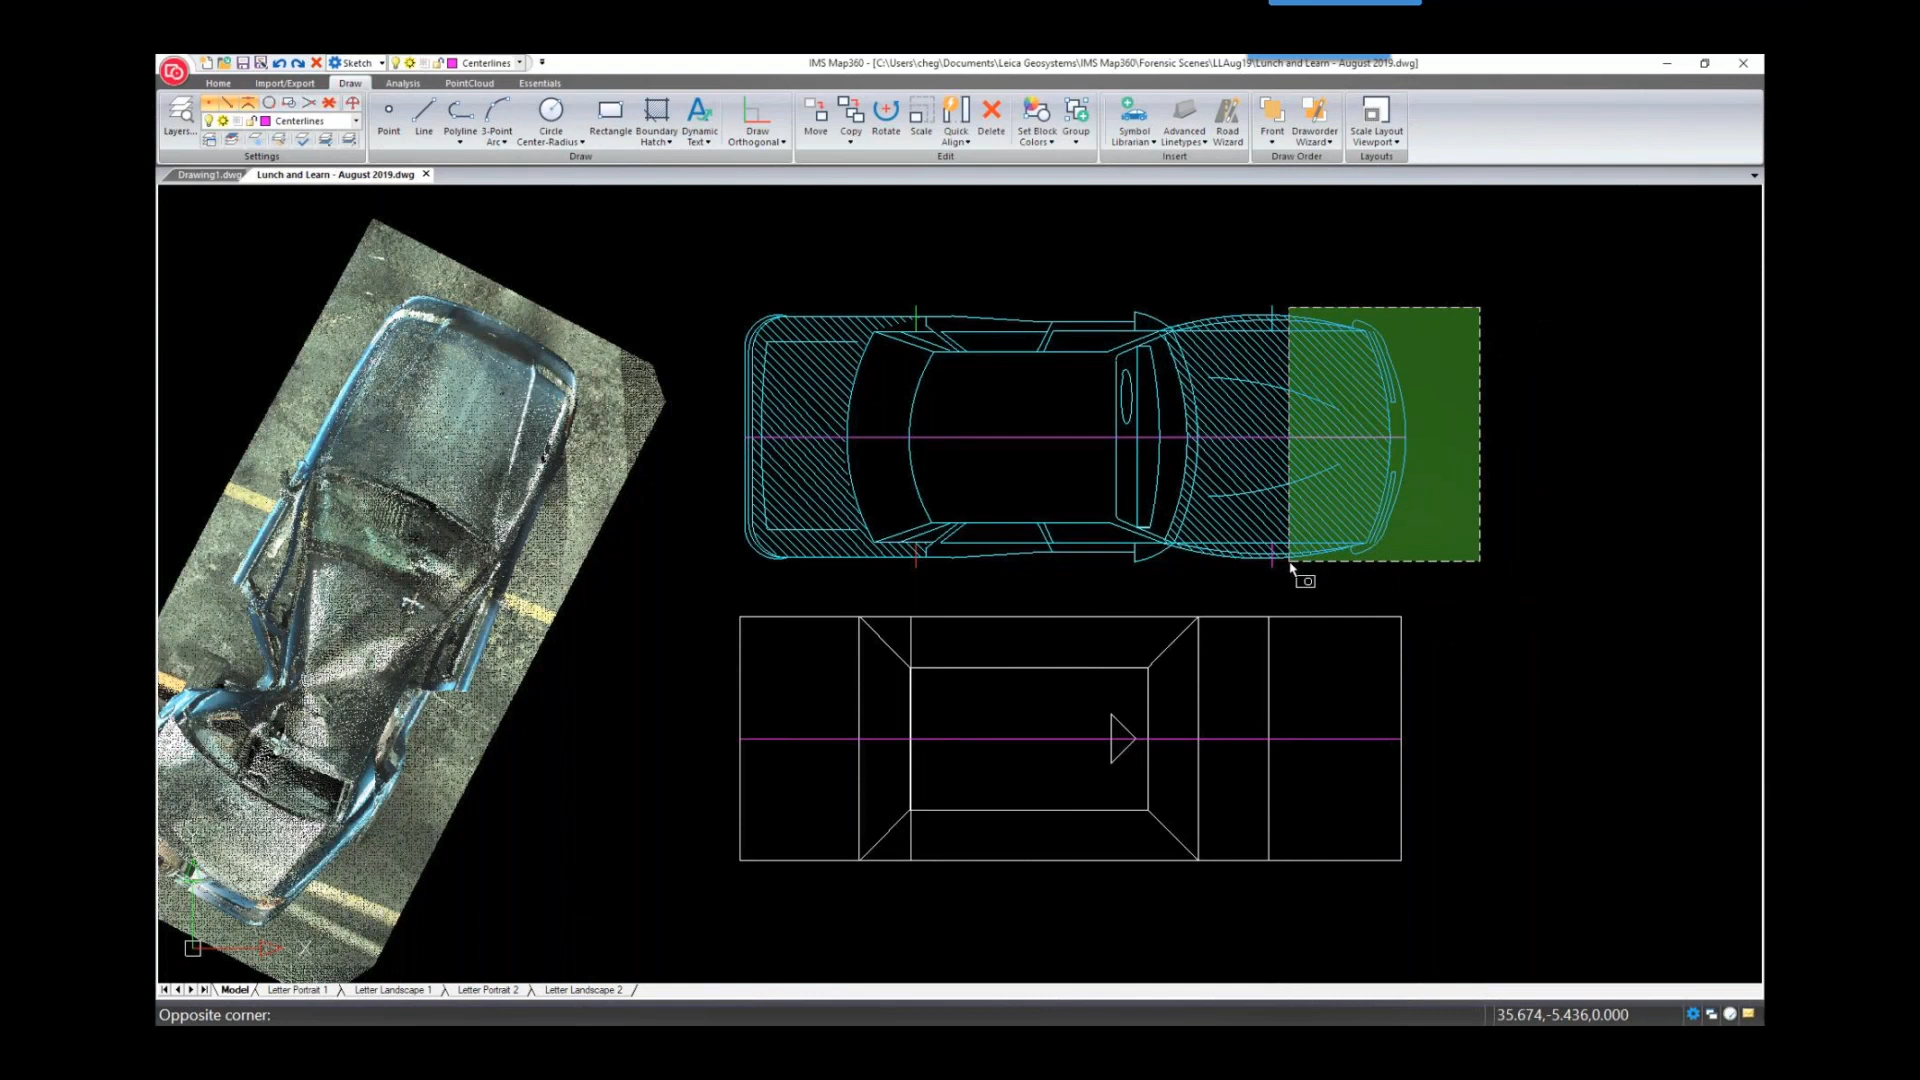 Sketch
Centerlines
IMS Map360 - [C:\Users\cheg\Documents\Leica Geosystems\IMS Map360\Forensic Scenes\LLAug19\Lunch and Learn - August 2019.dwg]
Home Import/Export Draw Analysis PointCloud Essentials
Layers...
Centerlines
Settings
Point Line Polyline 3-Point Arc Circle Center-Radius Rectangle Boundary Hatch Dynamic Text Draw Orthogonal
Draw
Move Copy Rotate Scale Quick Align Delete Set Block Colors Group
Edit
Symbol Librarian Advanced Linetypes Road Wizard
Insert
Front Draworder Wizard
Draw Order
Scale Layout Viewport
Layouts
Drawing1.dwg Lunch and Learn - August 2019.dwg
X
Model Letter Portrait 1 Letter Landscape 1 Letter Portrait 2 Letter Landscape 2
Opposite corner:
35.674,-5.436,0.000